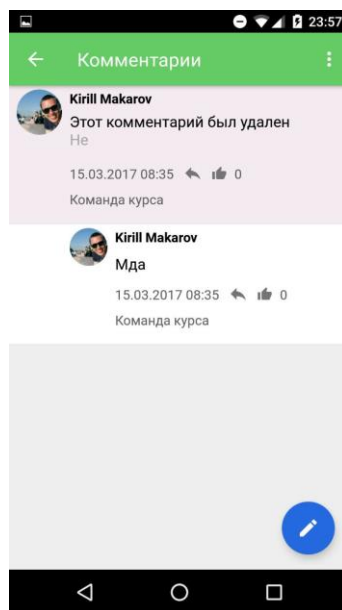 23:57
Комментарии
Kirill Makarov
Этот комментарий был удален
Не
15.03.2017 08:35 0
Команда курса
Kirill Makarov
Мда
15.03.2017 08:35 0
Команда курса